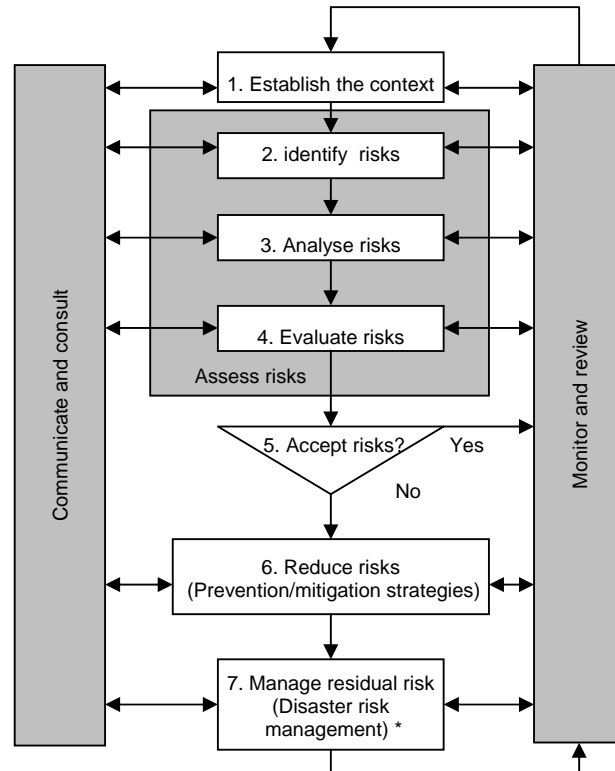 1. Establish the context
2. identify risks
3. Analyse risks
4. Evaluate risks
Assess risks
5. Accept risks?
Yes
No
6. Reduce risks
(Prevention/mitigation strategies)
7. Manage residual risk
(Disaster risk
management) *
Communicate and consult
Monitor and review